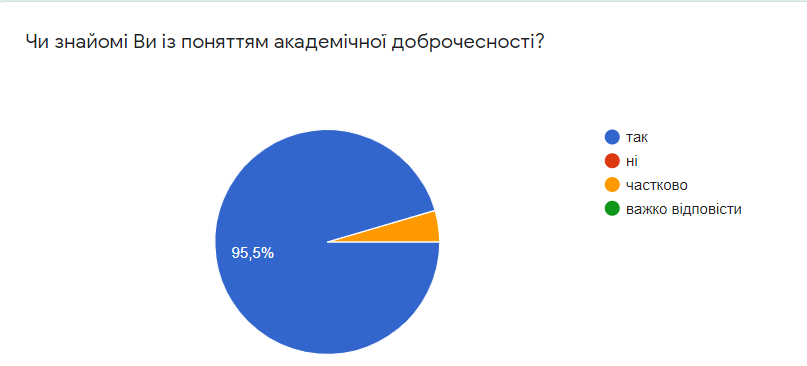 Чи знайомі Ви із поняттям академічної доброчесності?
так
ні
частково
важко відповісти
95,5%